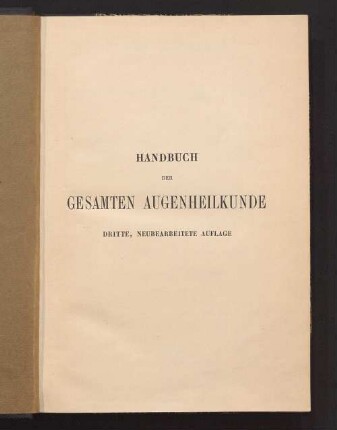 HANDBUCH
DER
GESAMTEN AUGENHEILKUNDE
DRITTE, NEUBEARBEITETE AUFLAGE